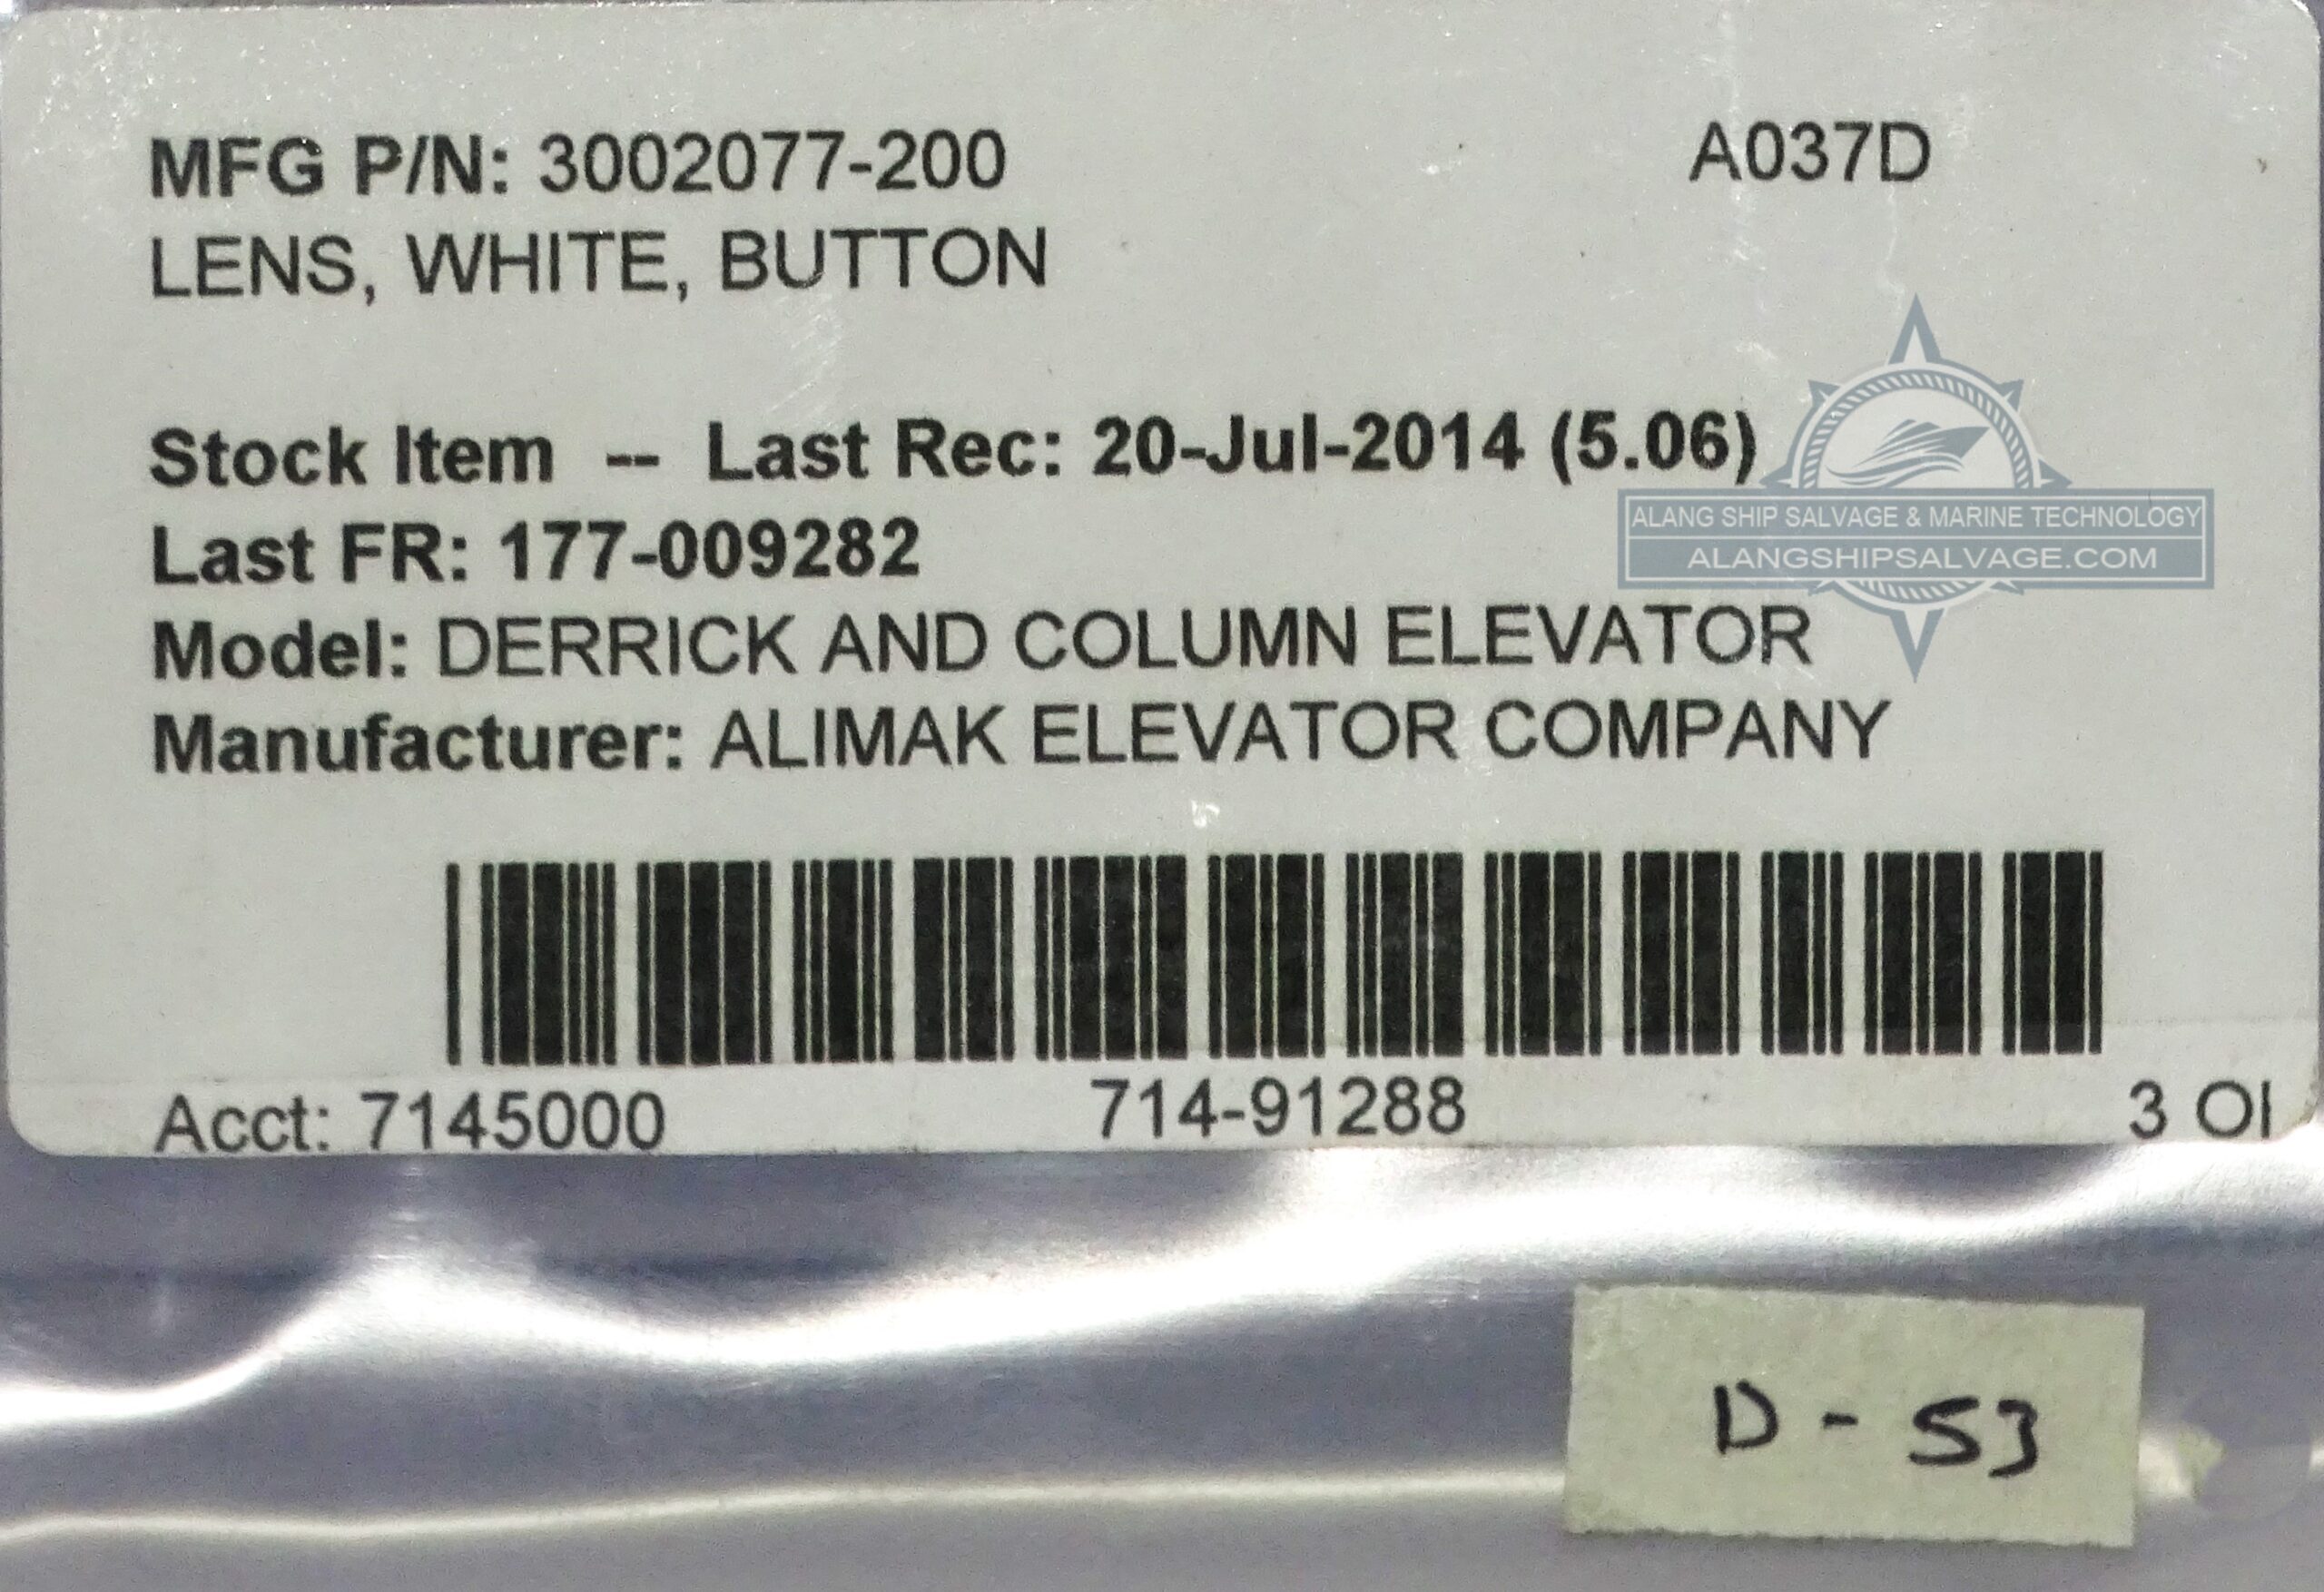 MFG P/N: 3002077-200 A037D
LENS, WHITE, BUTTON
Stock Item -- Last Rec: 20-Jul-2014 (5.06)
ALANG SHIP SALVAGE & MARINE TECHNOLOGY
ALANGSHIPSALVAGE.COM
Last FR: 177-009282
Model: DERRICK AND COLUMN ELEVATOR
Manufacturer: ALIMAK ELEVATOR COMPANY
Acct: 7145000 714-91288 3 OI
D - 53